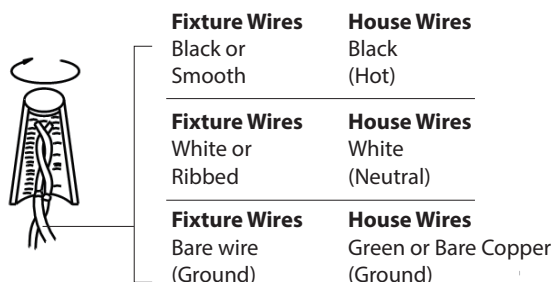 Fixture Wires House Wires
Black or Black
Smooth (Hot)
Fixture Wires House Wires
White or White
Ribbed (Neutral)
Fixture Wires House Wires
Bare wire Green or Bare Copper
(Ground) (Ground)